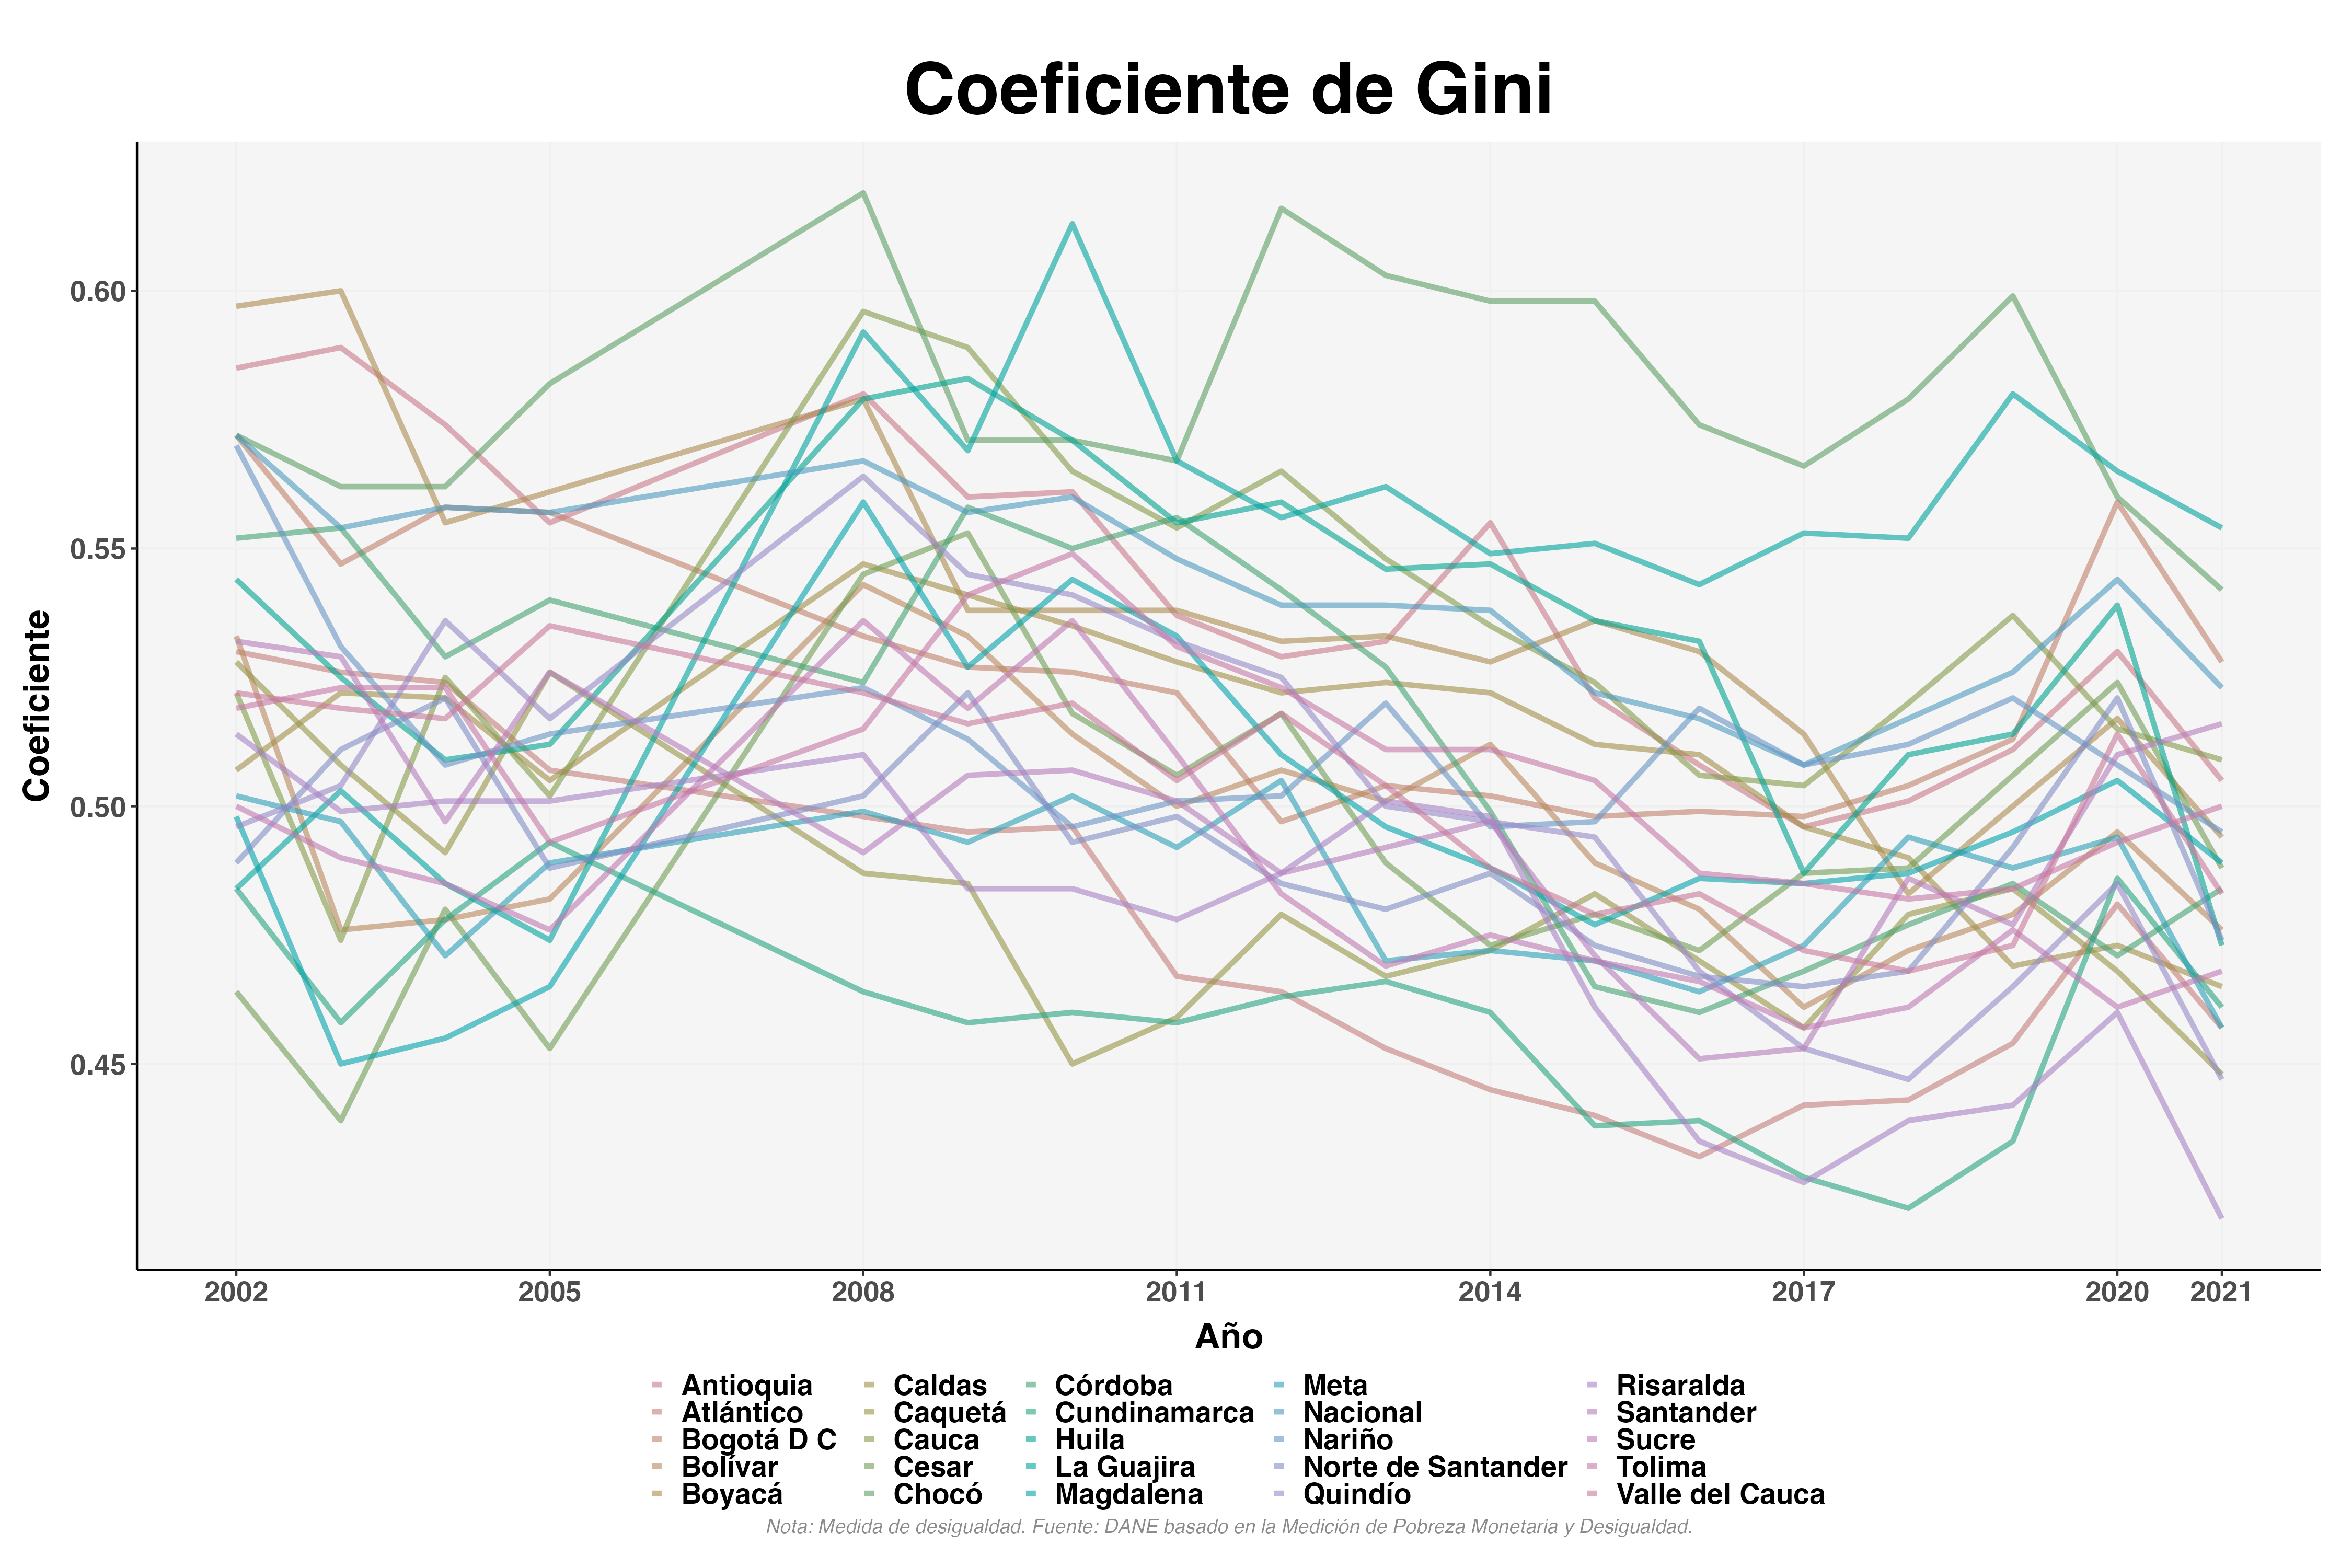 Coeficiente de Gini
Coeficiente
0.60
0.55
0.50
0.45
2002 2005 2008 2011 2014 2017 2020 2021
Año
Antioquia Caldas Córdoba Meta Risaralda
Atlántico Caquetá Cundinamarca Nacional Santander
Bogotá D C Cauca Huila Nariño Sucre
Bolívar Cesar La Guajira Norte de Santander Tolima
Boyacá Chocó Magdalena Quindío Valle del Cauca
Nota: Medida de desigualdad. Fuente: DANE basado en la Medición de Pobreza Monetaria y Desigualdad.